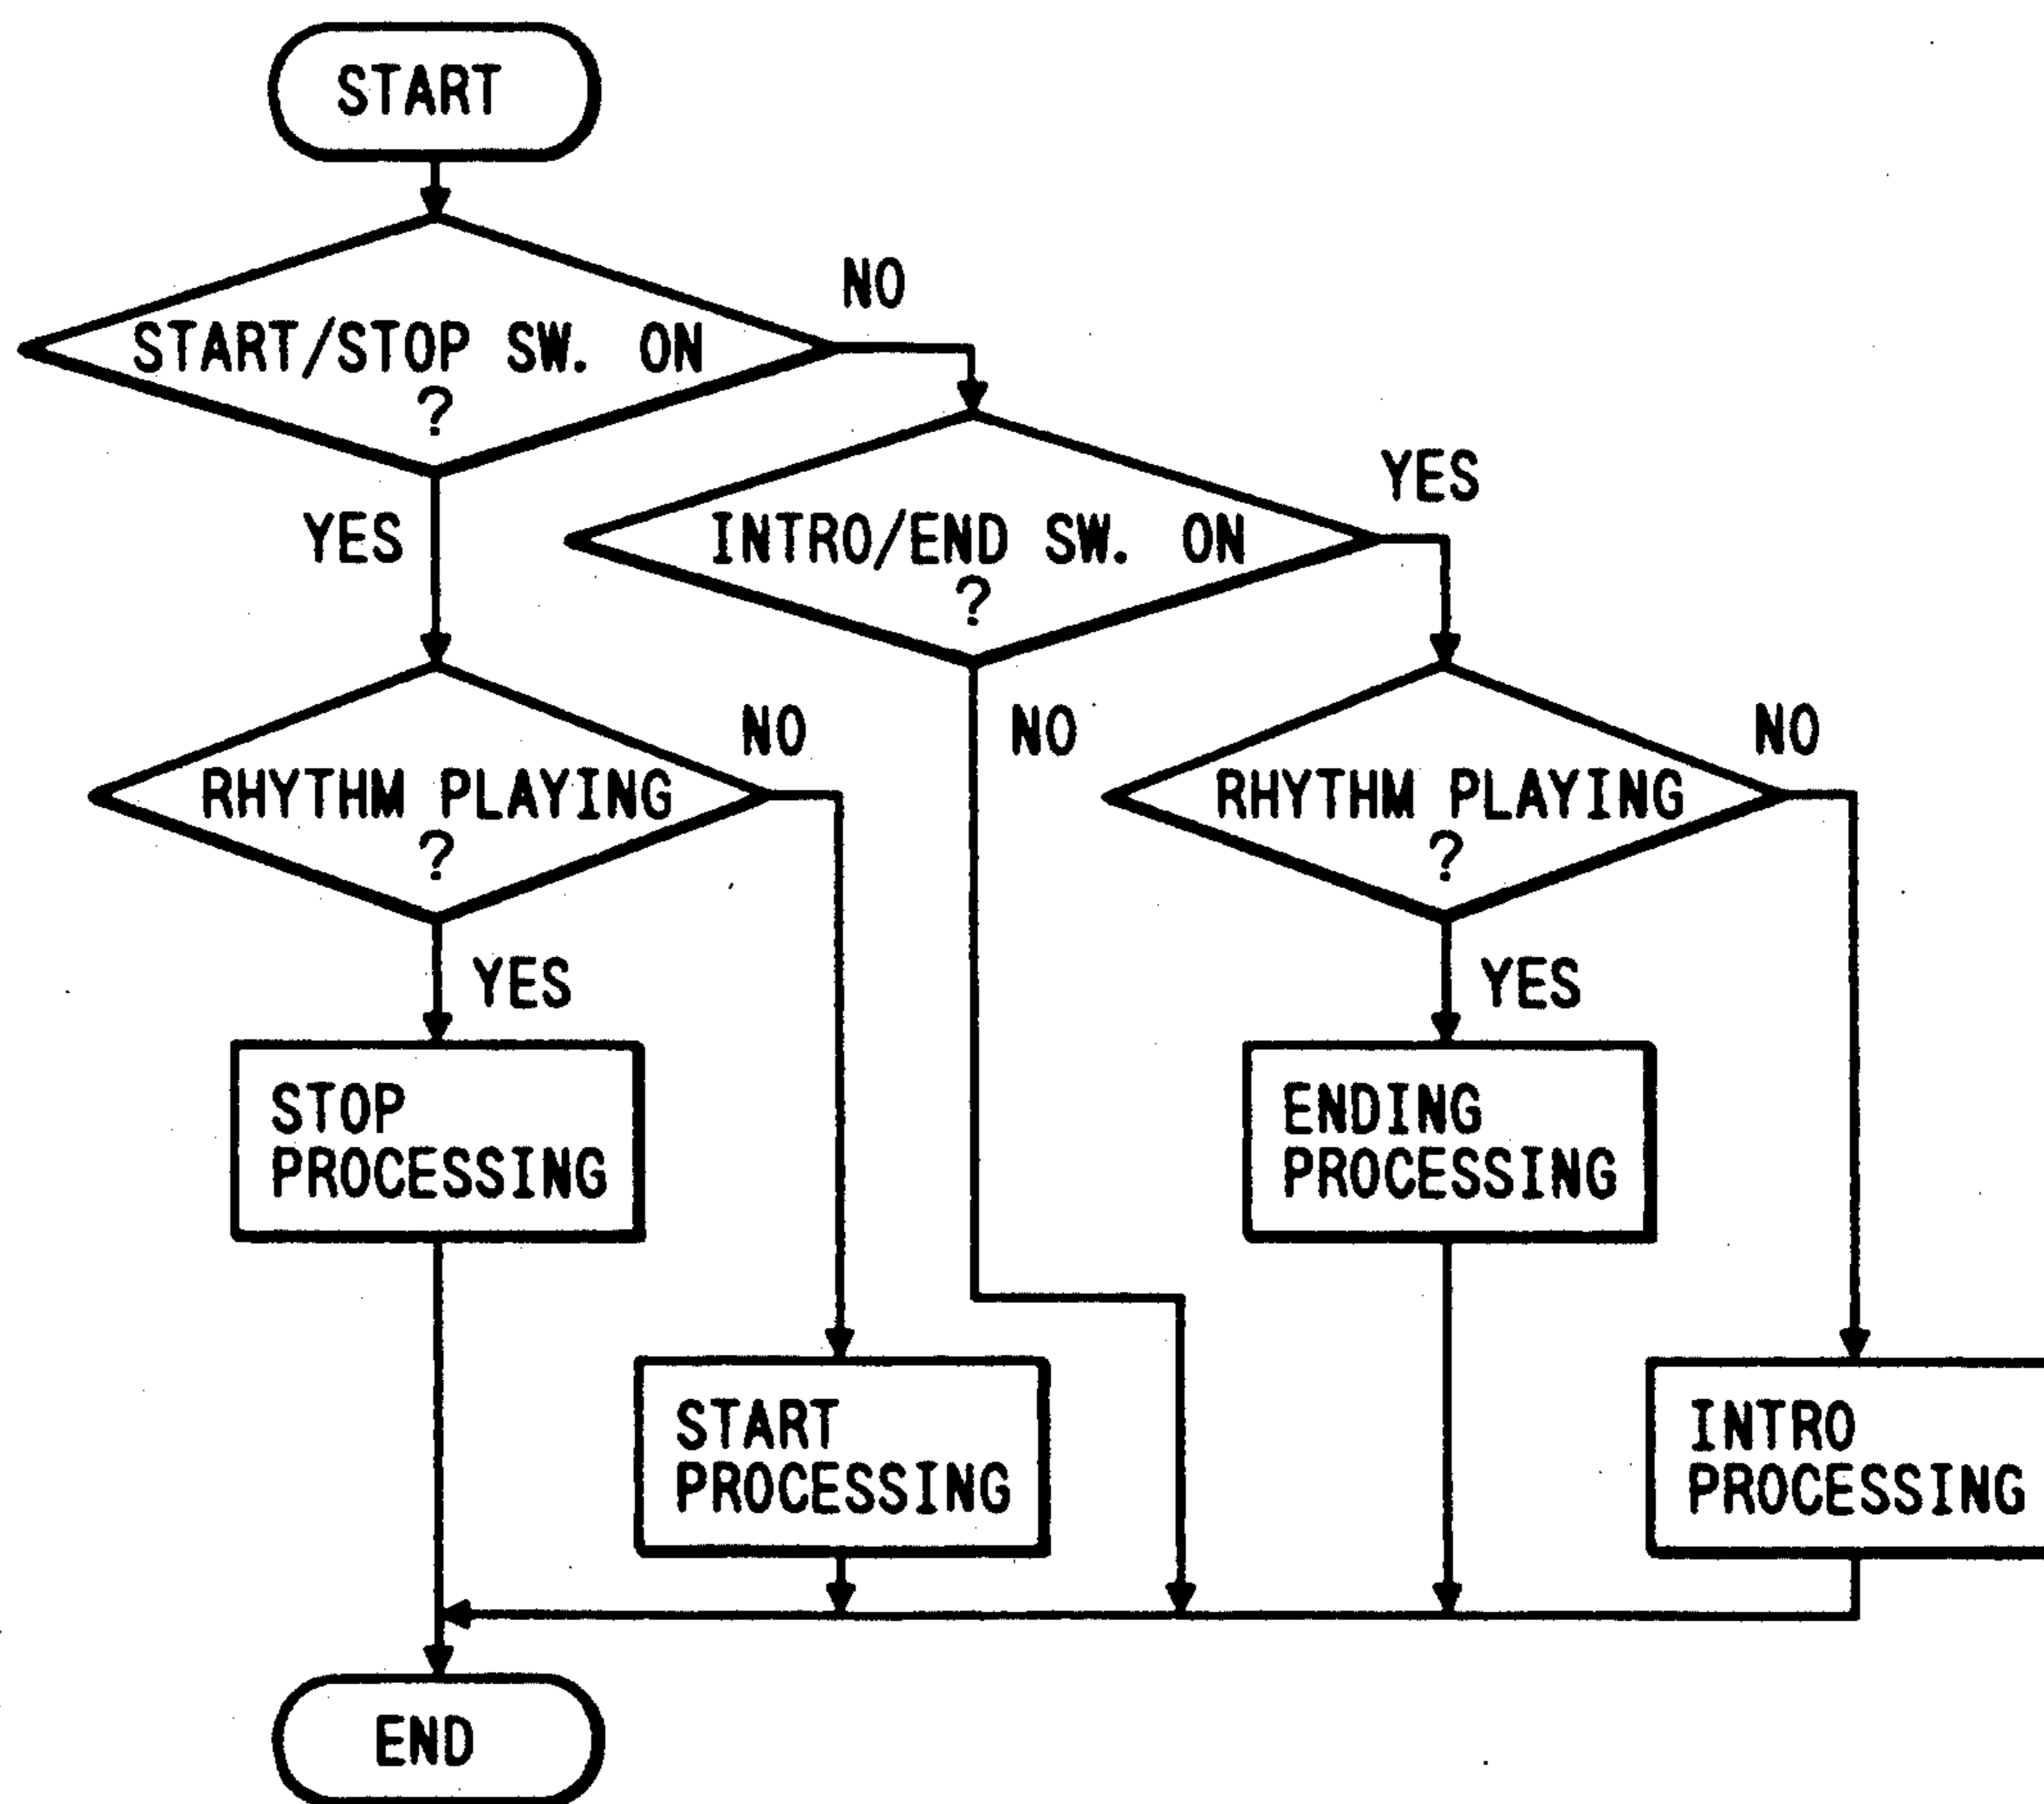 START
NO
START/STOP SW. ON
?
YES
YES
INTRO/END SW. ON
?
NO
NO
NO
RHYTHM PLAYING
?
RHYTHM PLAYING
?
YES
YES
STOP
PROCESSING
ENDING
PROCESSING
START
PROCESSING
INTRO
PROCESSING
END